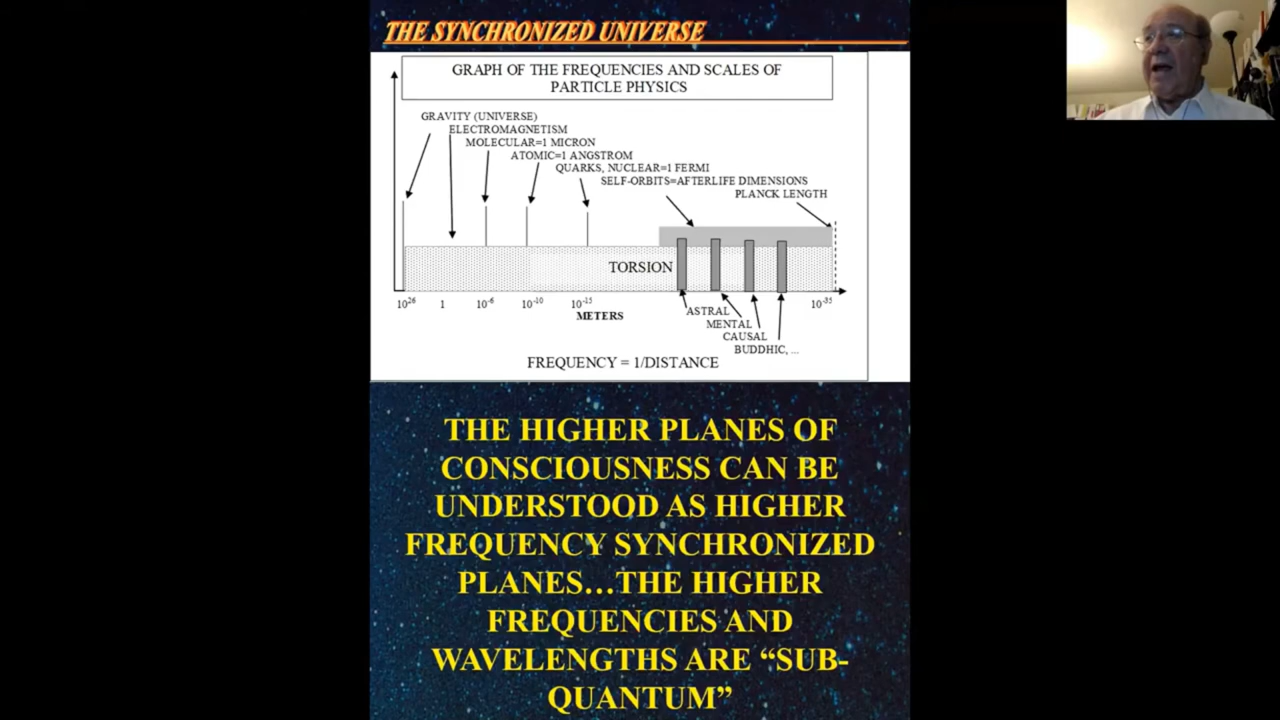 THE SYNCHRONIZED UNIVERSE
GRAPH OF THE FREQUENCIES AND SCALES OF
PARTICLE PHYSICS
GRAVITY (UNIVERSE)
ELECTROMAGNETISM
MOLECULAR=1 MICRON
ATOMIC=1 ANGSTROM
QUARKS, NUCLEAR=1 FERMI
SELF-ORBITS=AFTERLIFE DIMENSIONS
PLANCK LENGTH
TORSION
10²⁶ 1 10⁻⁶ 10⁻¹⁰ 10⁻¹⁵ 10⁻³⁵
METERS
ASTRAL
MENTAL
CAUSAL
BUDDHIC, ...
FREQUENCY = 1/DISTANCE
THE HIGHER PLANES OF
CONSCIOUSNESS CAN BE
UNDERSTOOD AS HIGHER
FREQUENCY SYNCHRONIZED
PLANES…THE HIGHER
FREQUENCIES AND
WAVELENGTHS ARE “SUB-
QUANTUM”